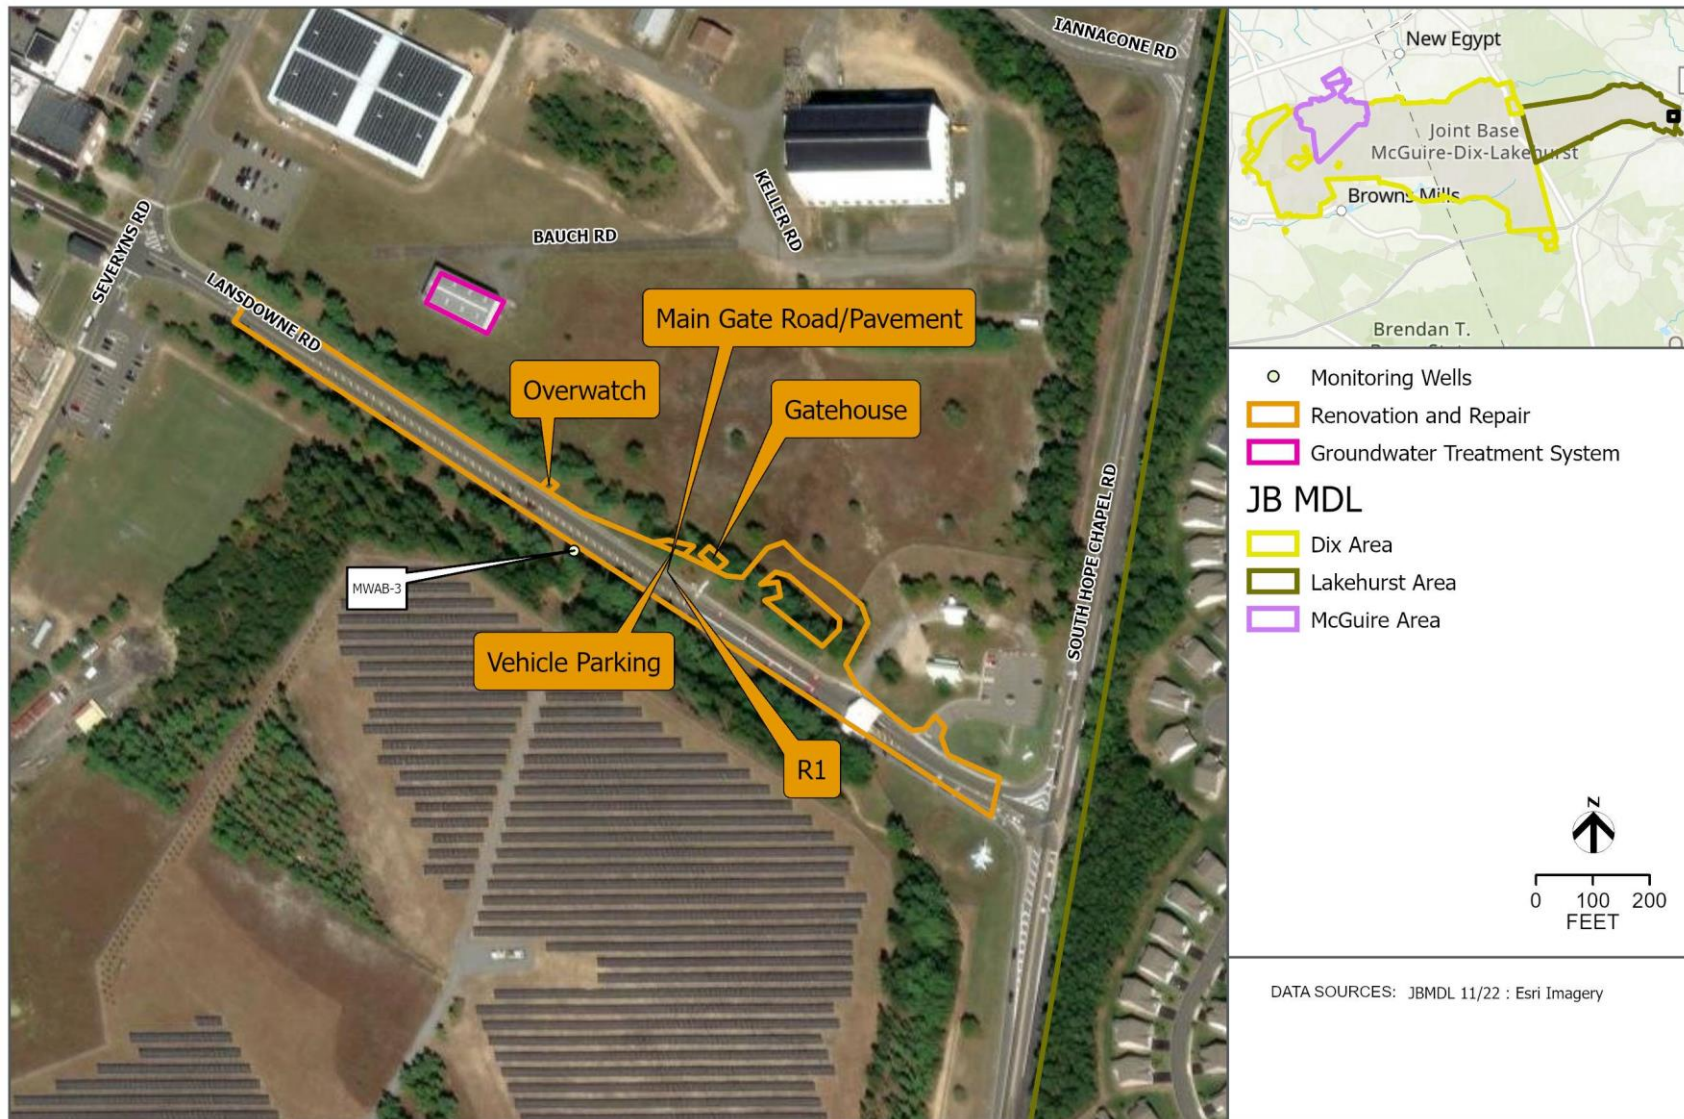 IANNACONE RD
SEVERYNS RD
LANSDOWNE RD
BAUCH RD
KELLER RD
SOUTH HOPE CHAPEL RD
Main Gate Road/Pavement
Overwatch
Gatehouse
MWAB-3
Vehicle Parking
R1
New Egypt
Joint Base
McGuire-Dix-Lakehurst
Browns Mills
Brendan T.
Monitoring Wells
Renovation and Repair
Groundwater Treatment System
JB MDL
Dix Area
Lakehurst Area
McGuire Area
N
0 100 200
FEET
DATA SOURCES: JBMDL 11/22 : Esri Imagery